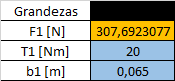 Grandezas
F1 [N] 307,6923077
T1 [Nm] 20
b1 [m] 0,065